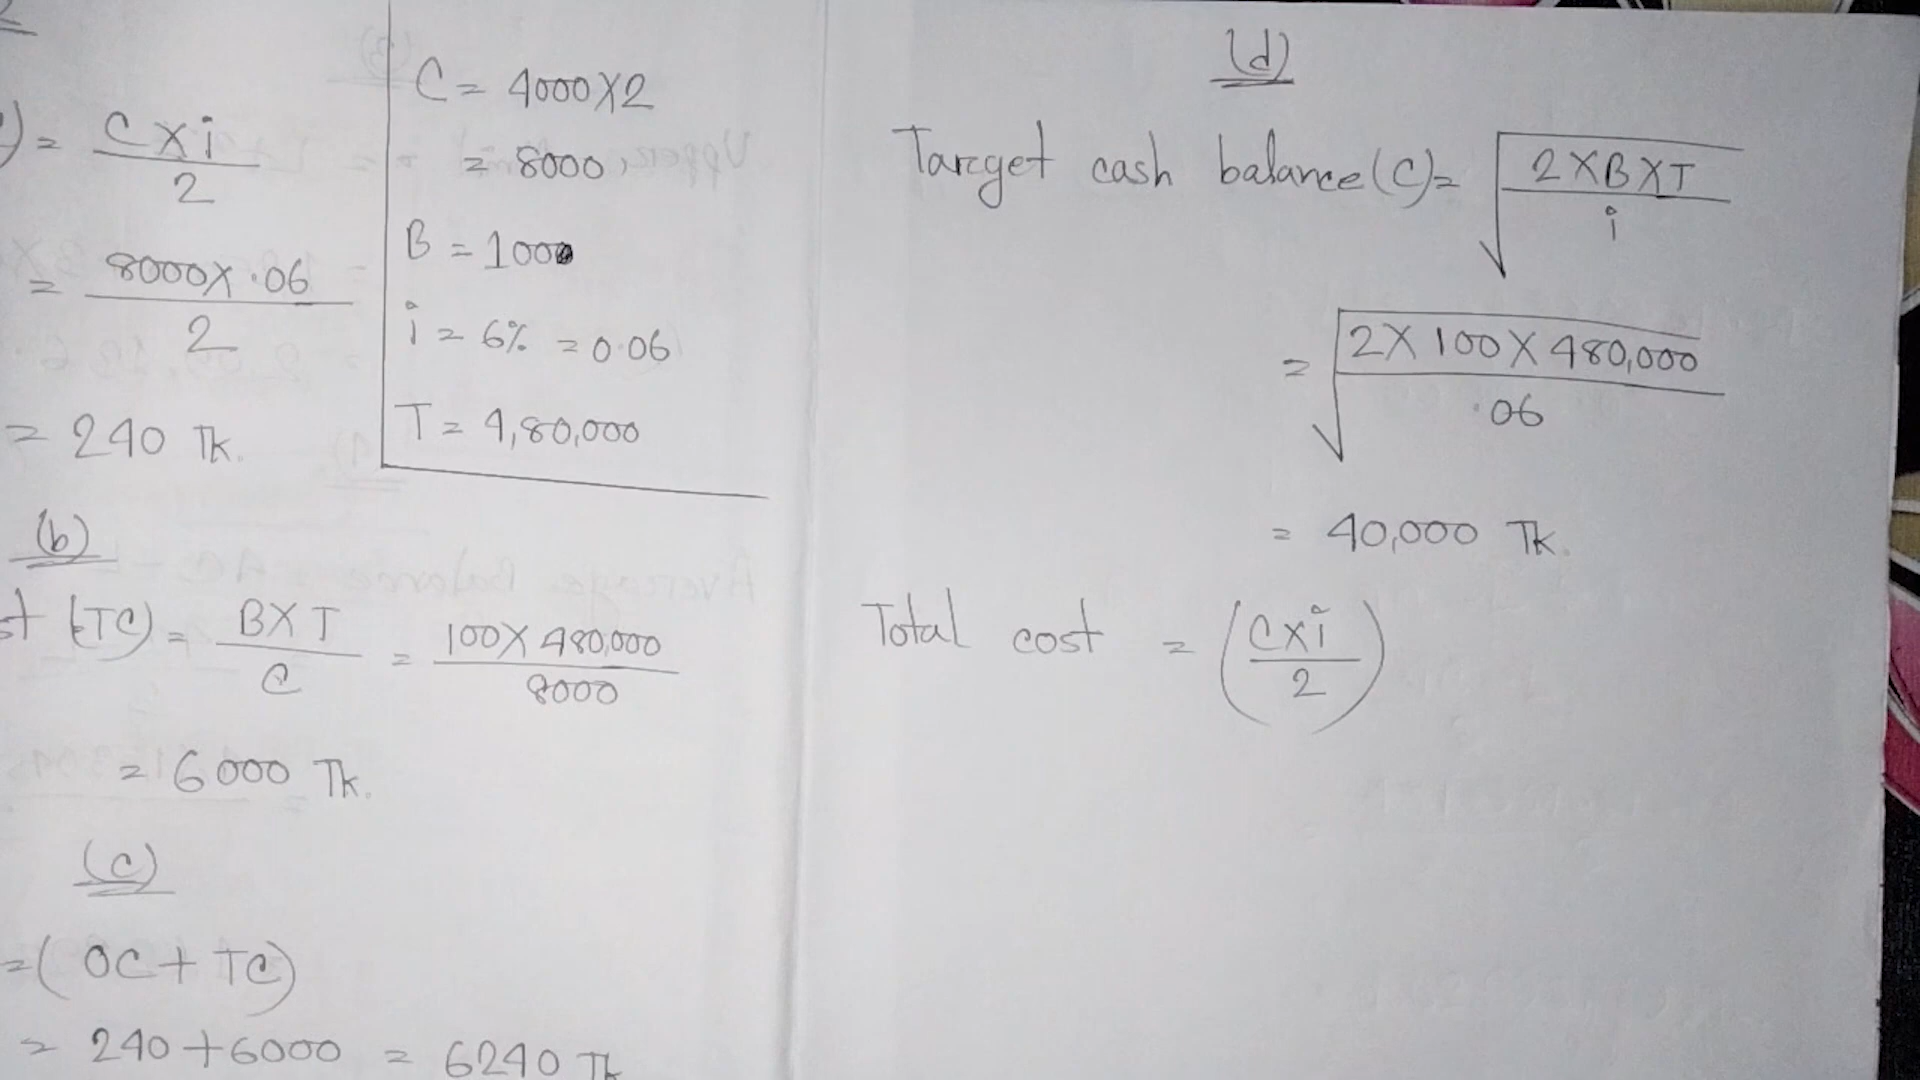 ) = C X i / 2
= 8000 X .06 / 2
= 240 Tk.
C = 4000 X 2
= 8000
B = 100
i = 6% = 0.06
T = 4,80,000
(b)
st (TC) = B X T / C = 100 X 480,000 / 8000
= 6000 Tk.
(c)
= (OC + TC)
= 240 + 6000 = 6240 Tk
(d)
Target cash balance (C) = √ 2 X B X T / i
= √ 2 X 100 X 480,000 / .06
= 40,000 Tk.
Total cost = (C x i / 2)